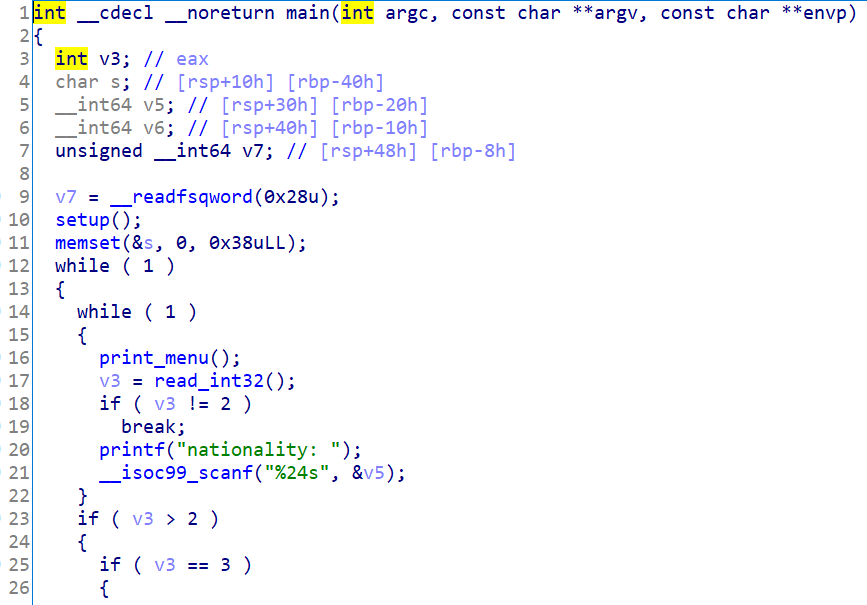 1 int __cdecl __noreturn main(int argc, const char **argv, const char **envp)
2 {
3   int v3; // eax
4   char s; // [rsp+10h] [rbp-40h]
5   __int64 v5; // [rsp+30h] [rbp-20h]
6   __int64 v6; // [rsp+40h] [rbp-10h]
7   unsigned __int64 v7; // [rsp+48h] [rbp-8h]
8
9   v7 = __readfsqword(0x28u);
10   setup();
11   memset(&s, 0, 0x38uLL);
12   while ( 1 )
13   {
14     while ( 1 )
15     {
16       print_menu();
17       v3 = read_int32();
18       if ( v3 != 2 )
19         break;
20       printf("nationality: ");
21       __isoc99_scanf("%24s", &v5);
22     }
23     if ( v3 > 2 )
24     {
25       if ( v3 == 3 )
26       {